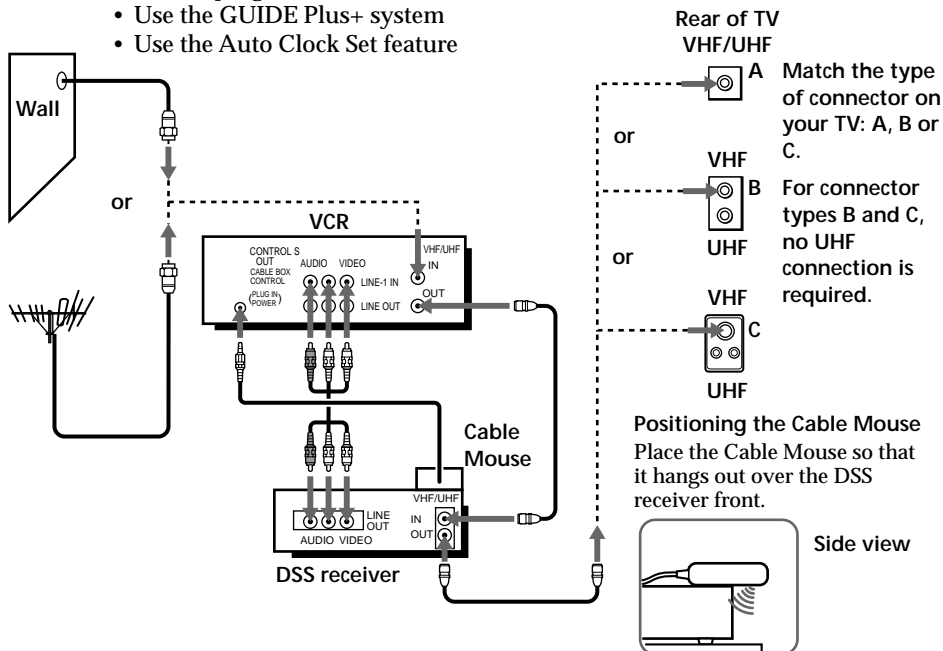 • Use the GUIDE Plus+ system
• Use the Auto Clock Set feature
Rear of TV
VHF/UHF
A
Match the type
of connector on
your TV: A, B or
C.
or
VHF
B
UHF
For connector
types B and C,
no UHF
connection is
required.
or
VHF
C
UHF
Wall
or
VCR
CONTROL S
OUT
CABLE BOX
CONTROL
(PLUG IN POWER)
AUDIO VIDEO
LINE-1 IN
LINE OUT
VHF/UHF
IN
OUT
Cable
Mouse
VHF/UHF
IN
OUT
LINE
OUT
AUDIO VIDEO
DSS receiver
Positioning the Cable Mouse
Place the Cable Mouse so that
it hangs out over the DSS
receiver front.
Side view